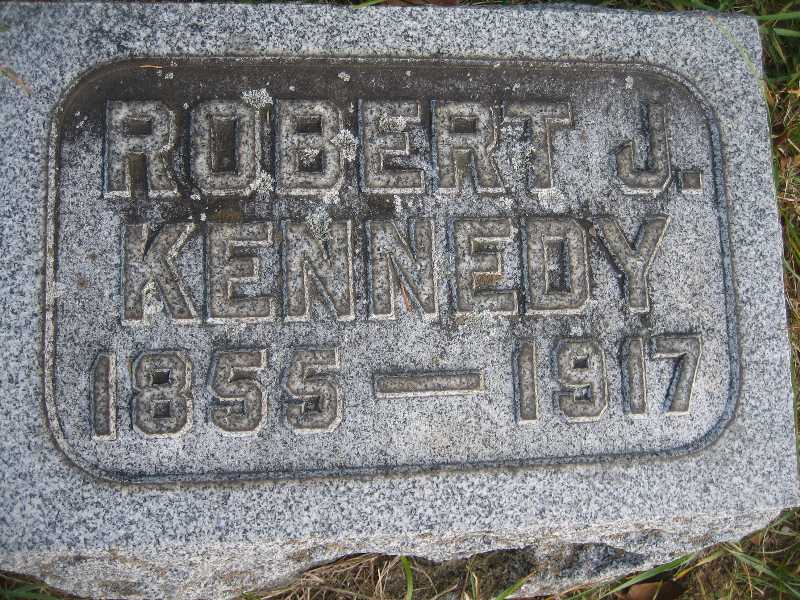 ROBERT J.
KENNEDY
1855 — 1917